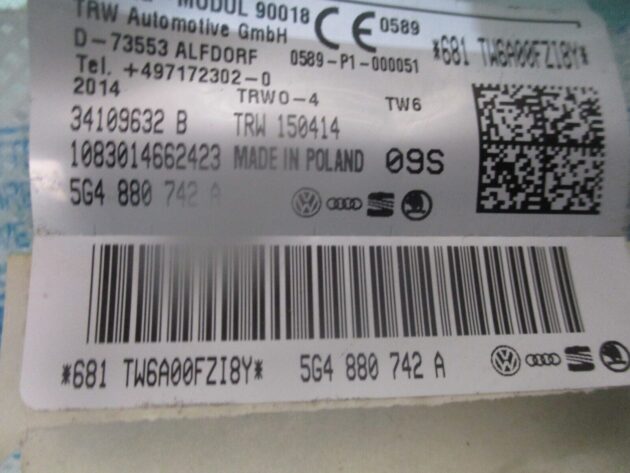 MODUL 90018
TRW Automotive GmbH
CE 0589
D-73553 ALFDORF
0589-P1-000051
*681 TW6A00FZI8Y*
Tel. +497172302-0
2014
TRWO-4 TW6
34109632 B TRW 150414
1083014662423 MADE IN POLAND 09S
5G4 880 742 A
*681 TW6A00FZI8Y* 5G4 880 742 A